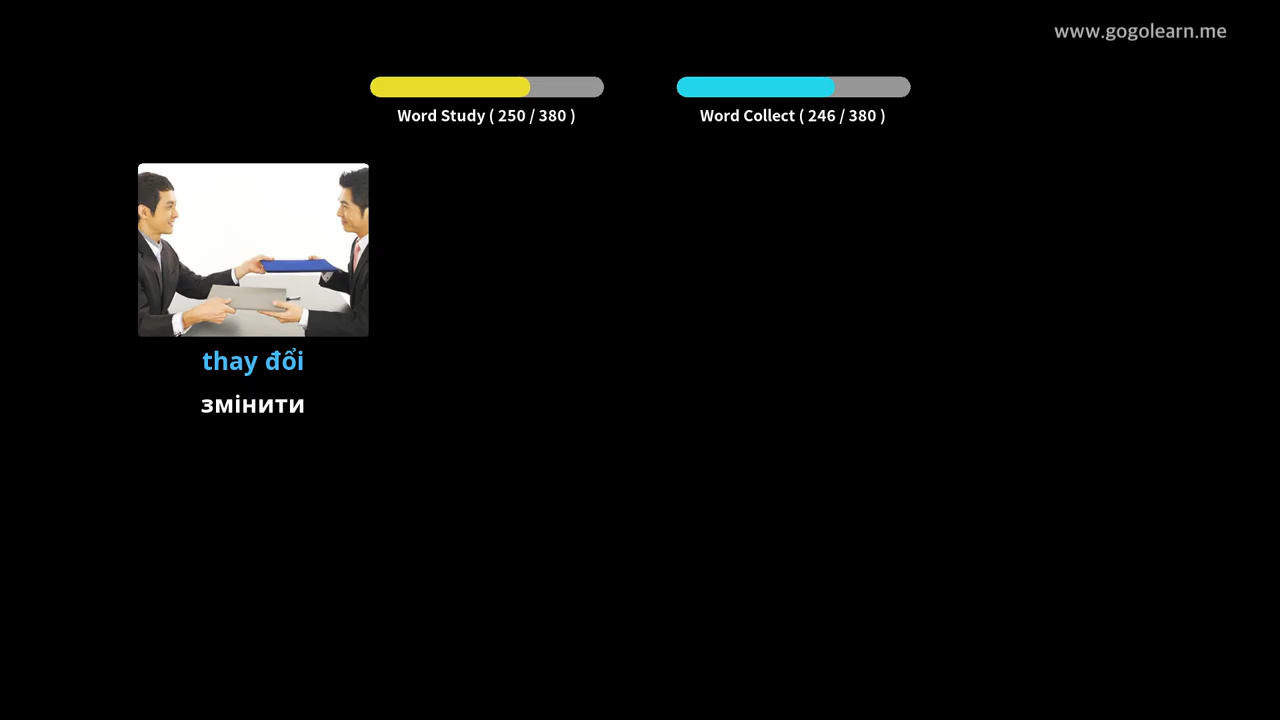 www.gogolearn.me
Word Study ( 250 / 380 )
Word Collect ( 246 / 380 )
thay đổi
змінити